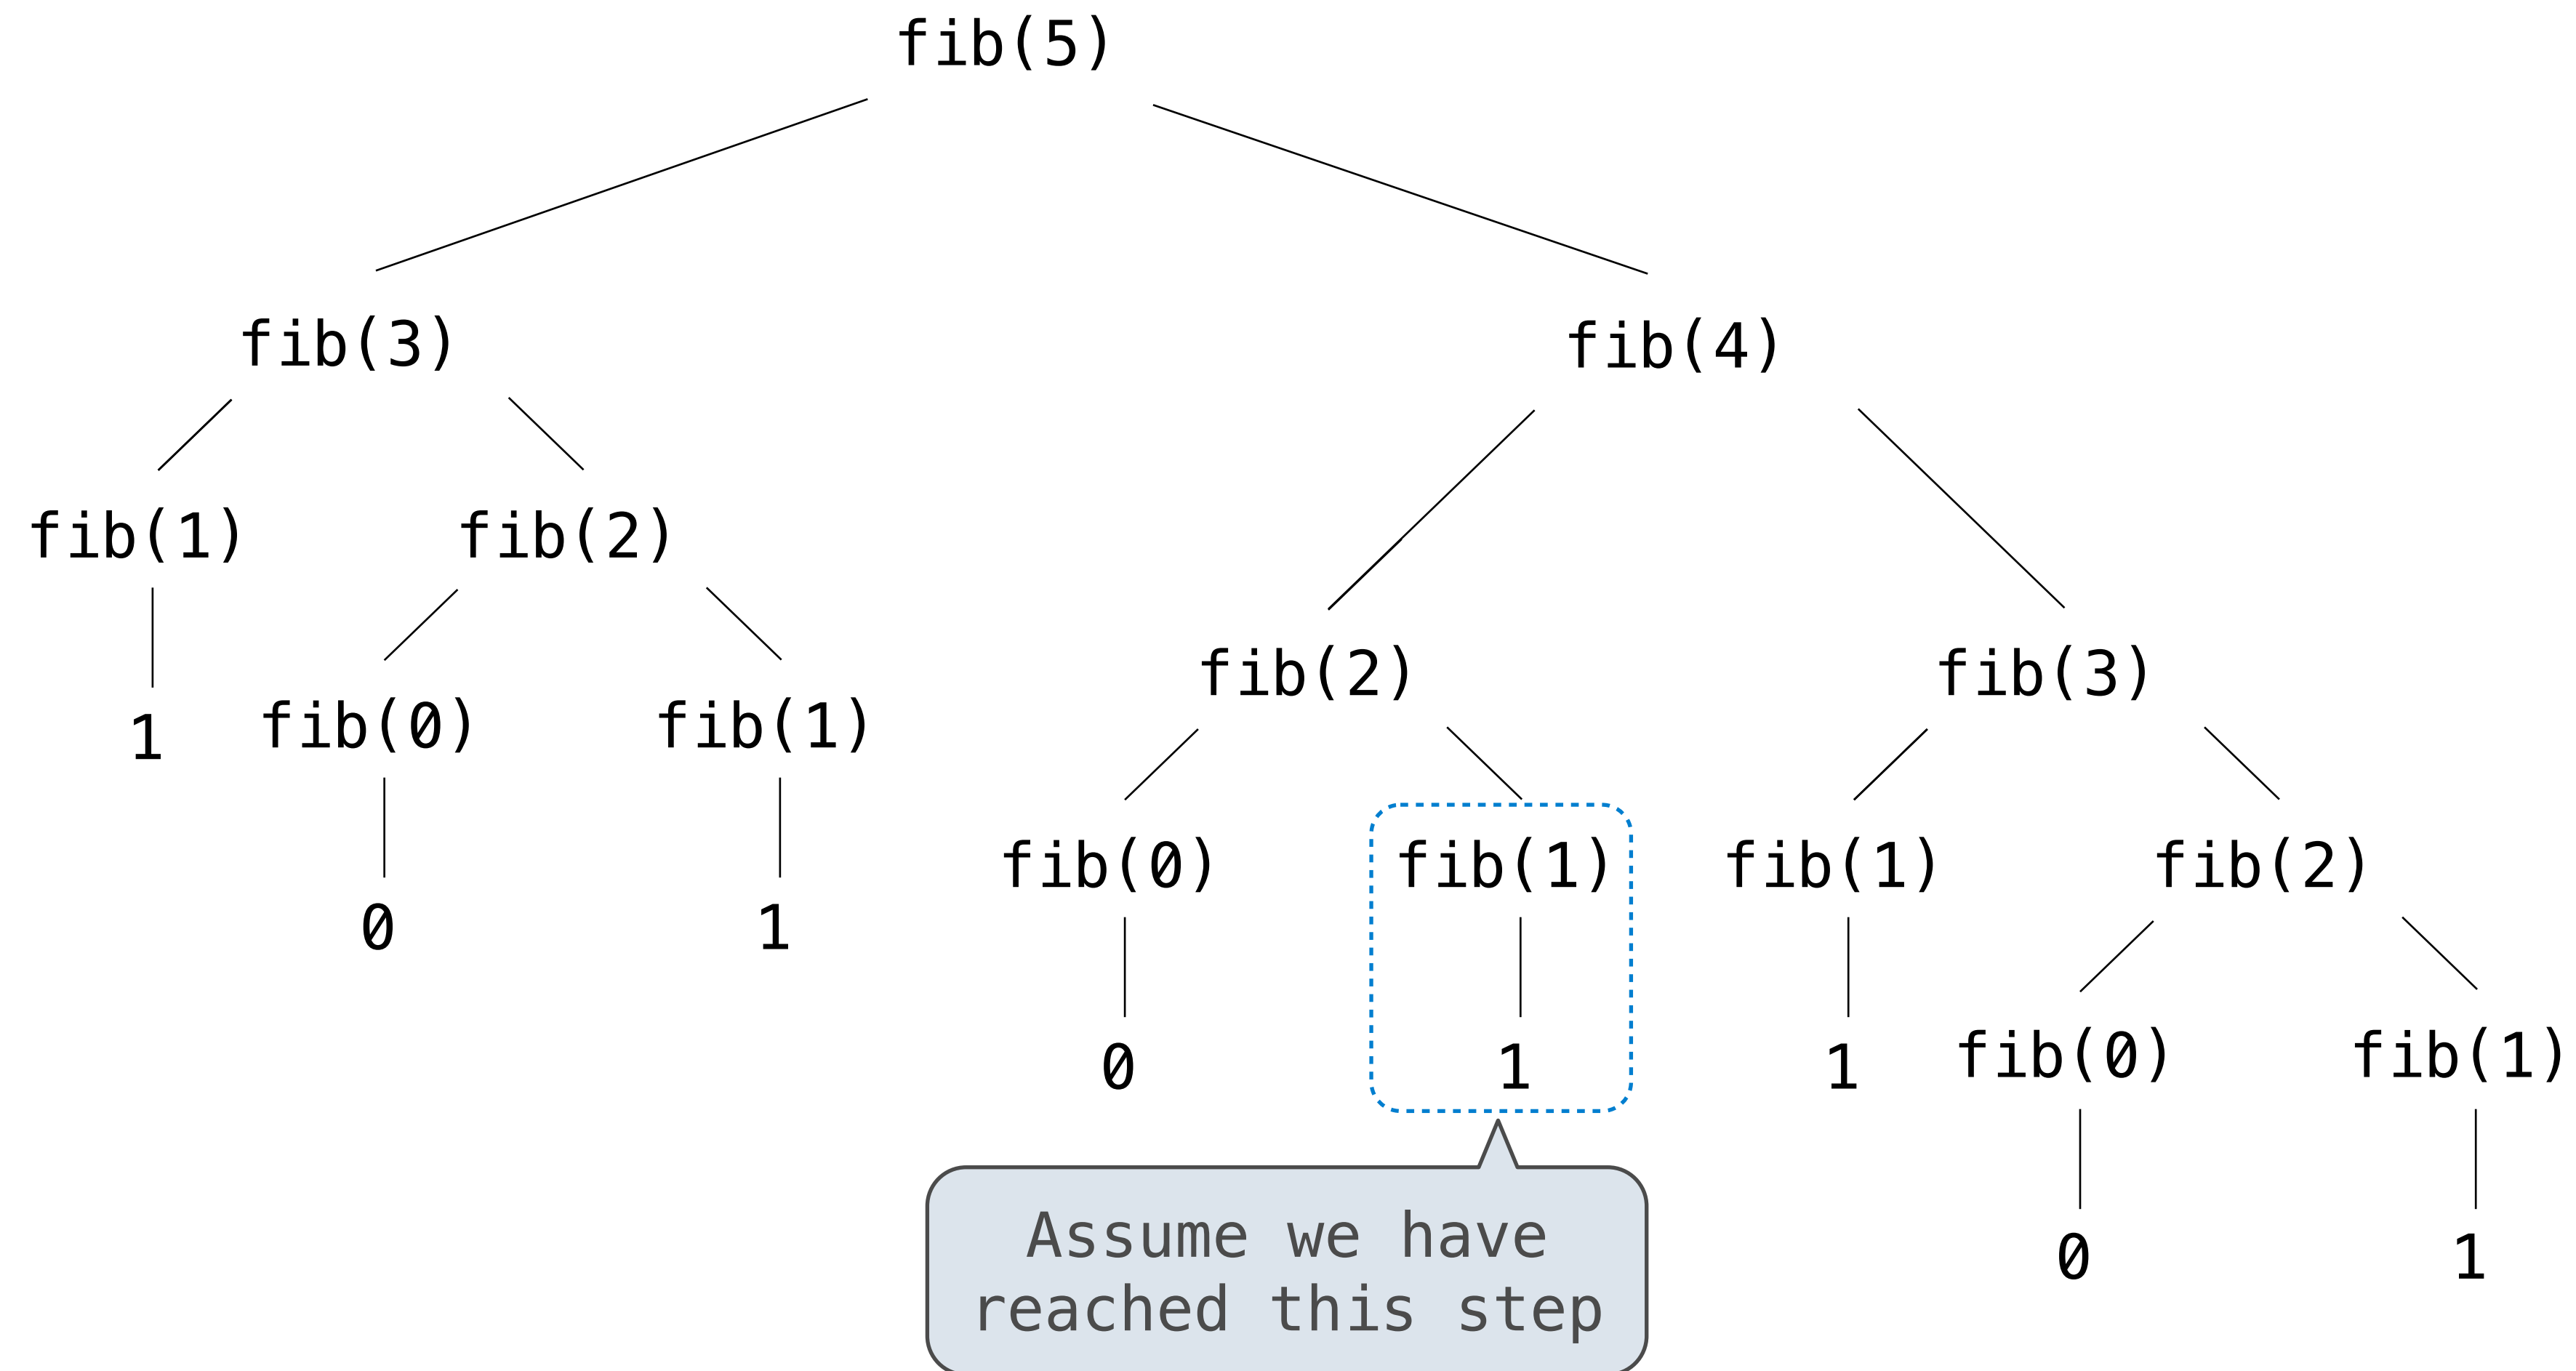 fib(5)
fib(3) fib(4)
fib(1) fib(2)
fib(2) fib(3)
1 fib(0) fib(1)
fib(0) fib(1) fib(1) fib(2)
0 1
0 1 1 fib(0) fib(1)
Assume we have
reached this step
0 1